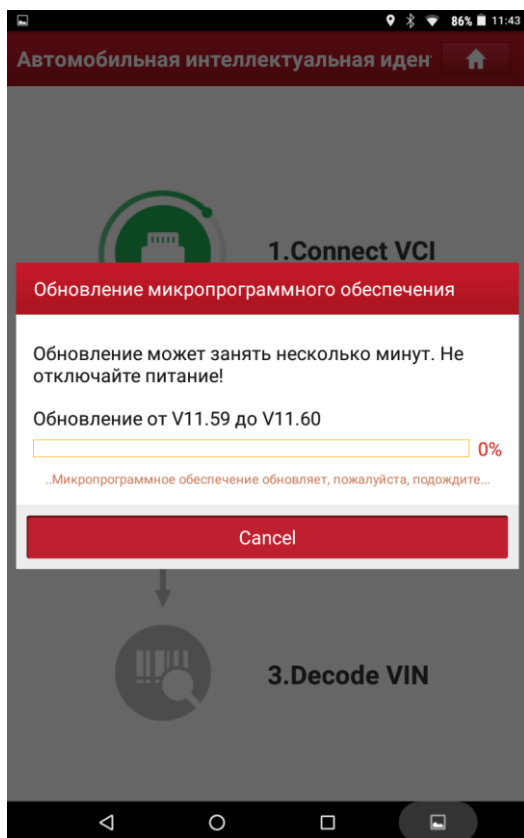 86% 11:43
Автомобильная интеллектуальная иден
1.Connect VCI
Обновление микропрограммного обеспечения
Обновление может занять несколько минут. Не
отключайте питание!
Обновление от V11.59 до V11.60
0%
..Микропрограммное обеспечение обновляет, пожалуйста, подождите...
Cancel
3.Decode VIN